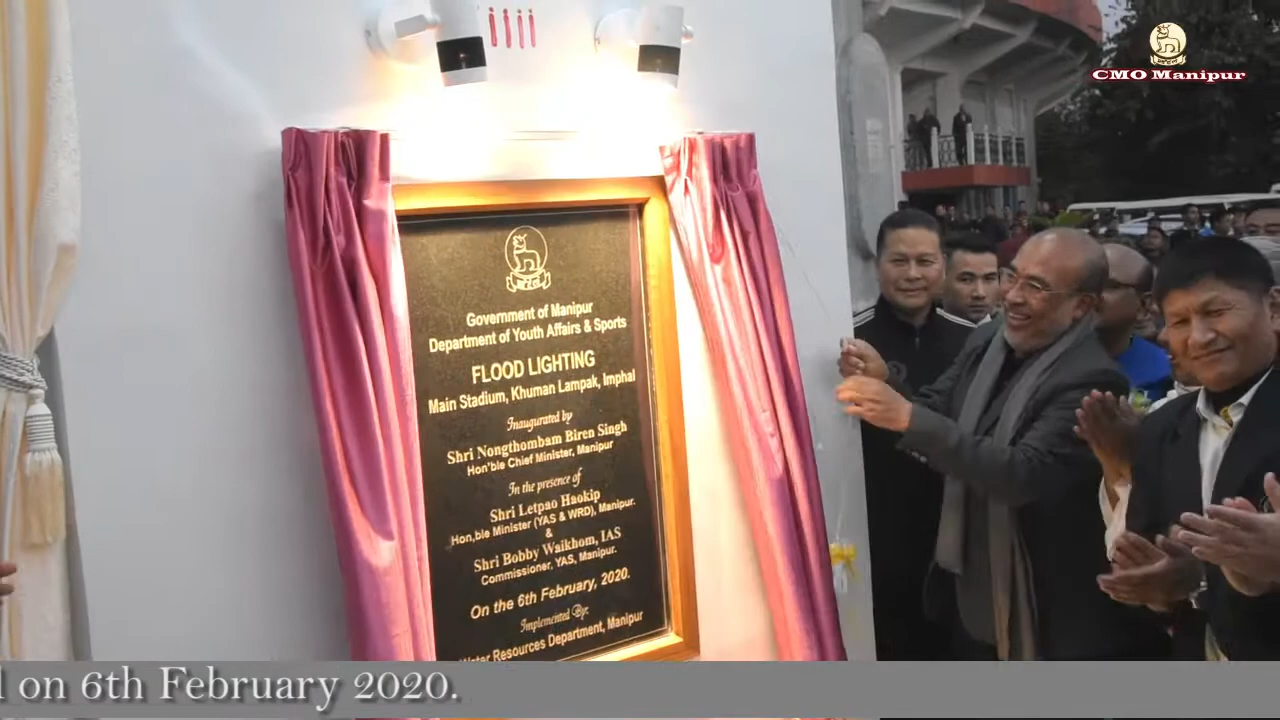 CMO Manipur
Government of Manipur
Department of Youth Affairs & Sports
FLOOD LIGHTING
Main Stadium, Khuman Lampak, Imphal
Inaugurated by
Shri Nongthombam Biren Singh
Hon'ble Chief Minister, Manipur
In the presence of
Shri Letpao Haokip
Hon,ble Minister (YAS & WRD), Manipur.
&
Shri Bobby Waikhom, IAS
Commissioner, YAS, Manipur.
On the 6th February, 2020.
Implemented By:
Water Resources Department, Manipur
on 6th February 2020.